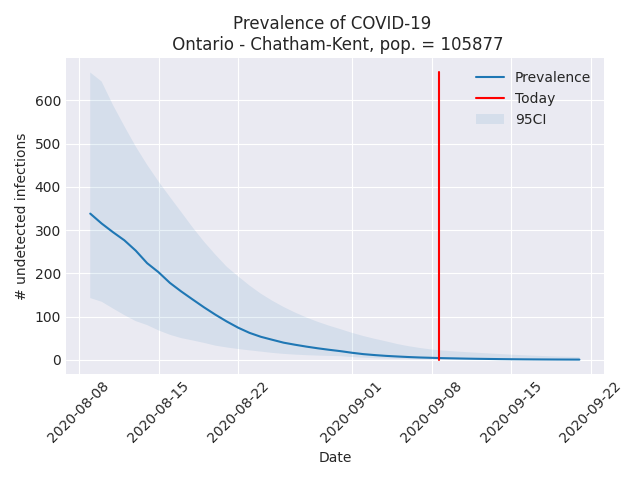 Prevalence of COVID-19
Ontario - Chatham-Kent, pop. = 105877
Prevalence
Today
95CI
# undetected infections
600
500
400
300
200
100
0
2020-08-08
2020-08-15
2020-08-22
2020-09-01
2020-09-08
2020-09-15
2020-09-22
Date